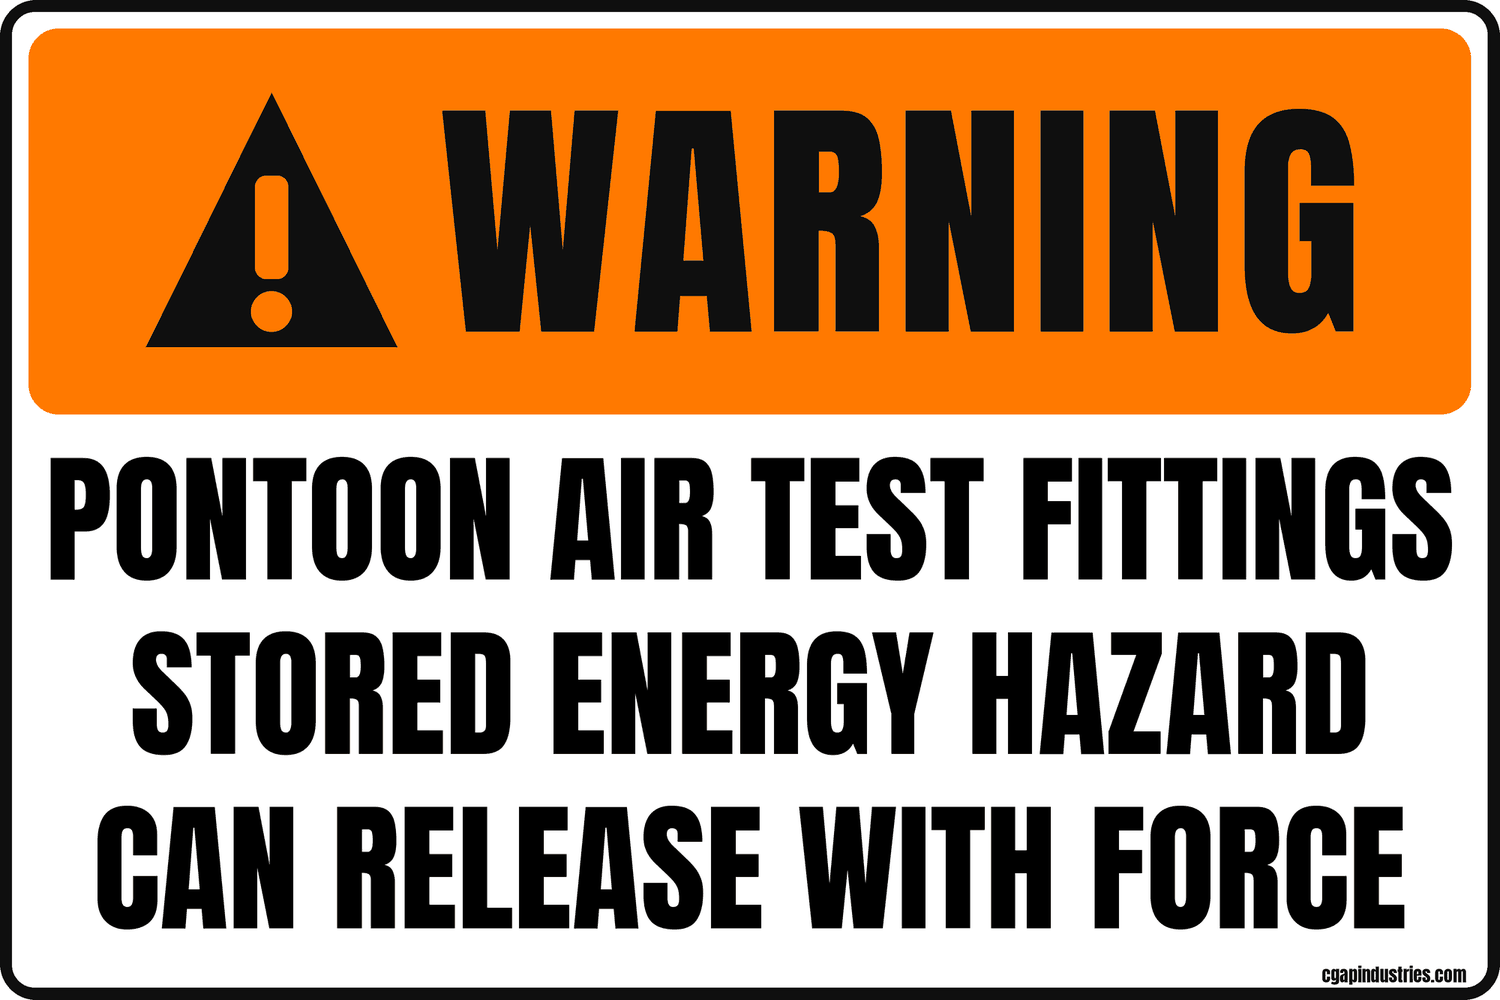 WARNING
PONTOON AIR TEST FITTINGS
STORED ENERGY HAZARD
CAN RELEASE WITH FORCE
cgapindustries.com